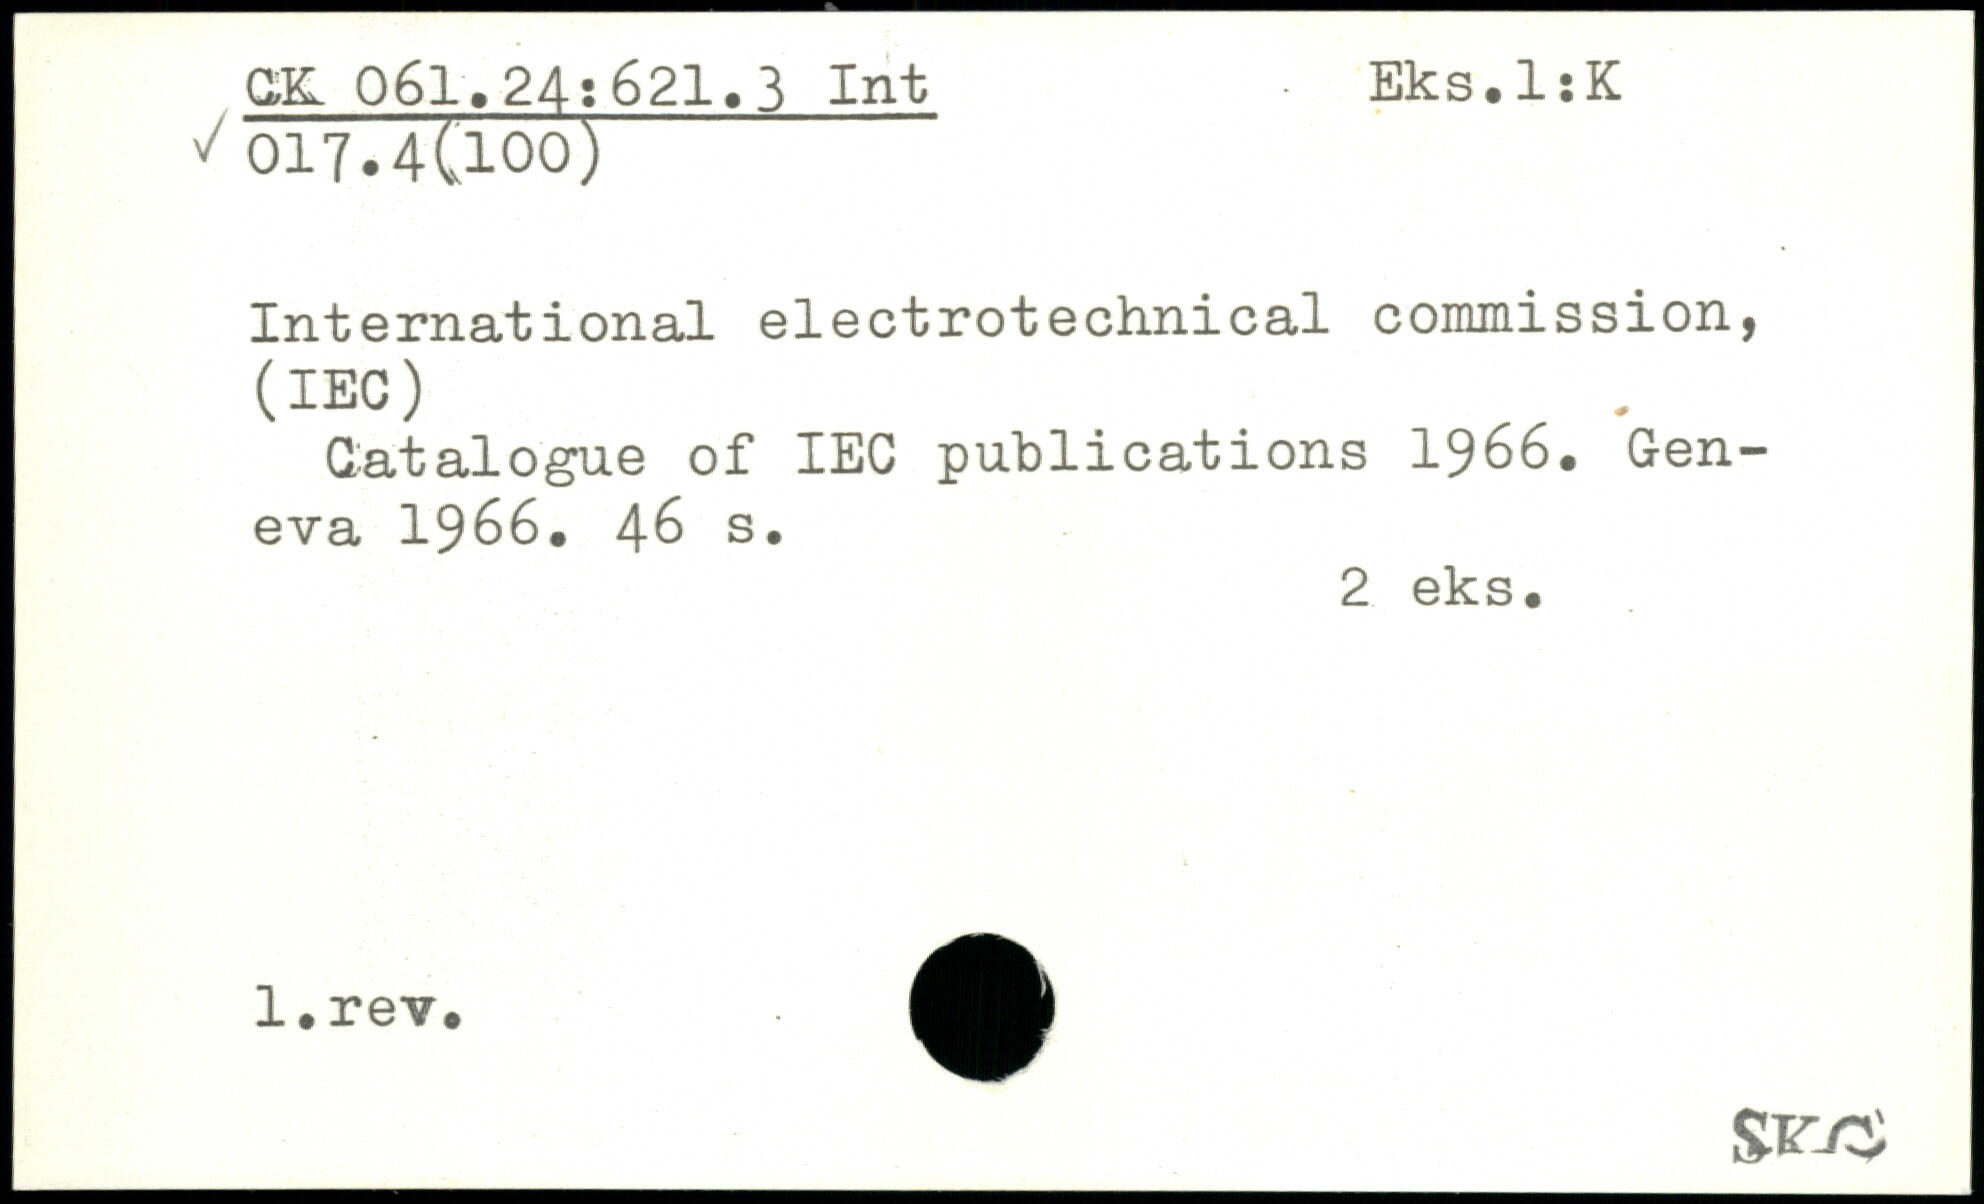 CK 061.24:621.3 Int Eks.1:K
✓ 017.4(100)
International electrotechnical commission,
(IEC)
Catalogue of IEC publications 1966. Gen-
eva 1966. 46 s.
2 eks.
1.rev.